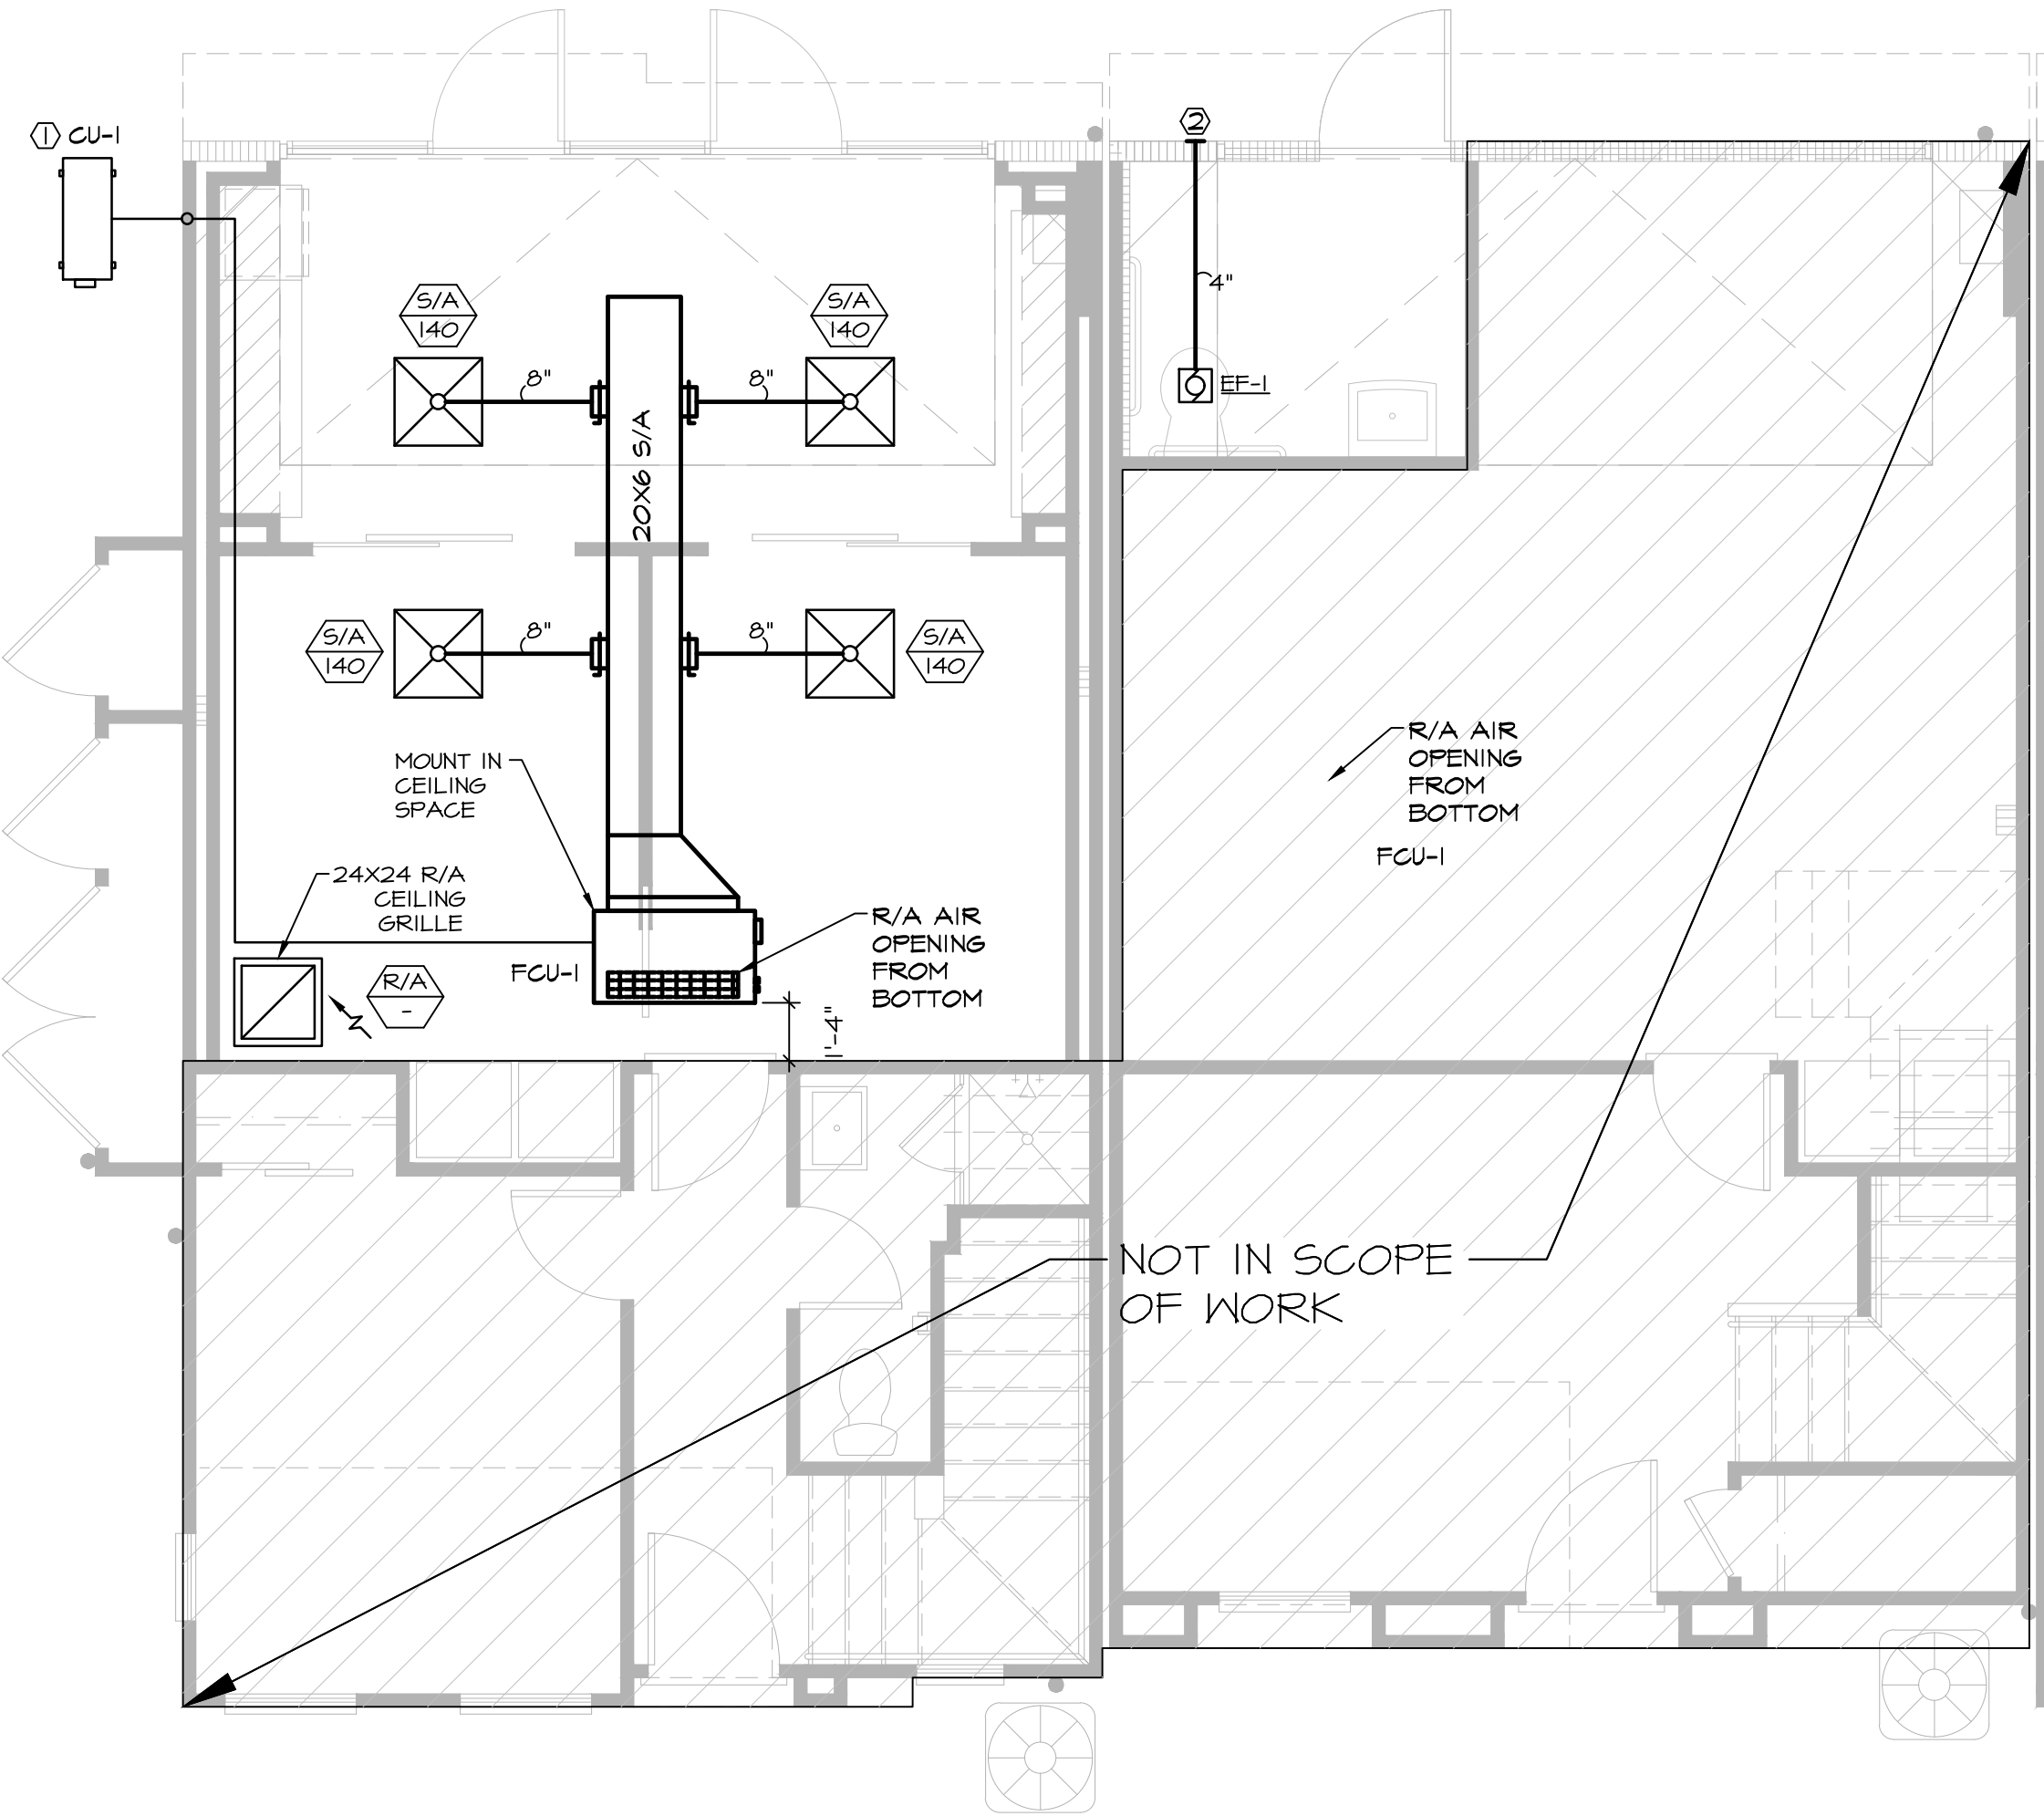 1 CU-1
2
S/A
140
S/A
140
4"
8"
8"
EF-1
20X6 S/A
S/A
140
8"
8"
S/A
140
MOUNT IN
CEILING
SPACE
R/A AIR
OPENING
FROM
BOTTOM
FCU-1
24X24 R/A
CEILING
GRILLE
R/A
-
FCU-1
R/A AIR
OPENING
FROM
BOTTOM
1'-4"
NOT IN SCOPE
OF WORK